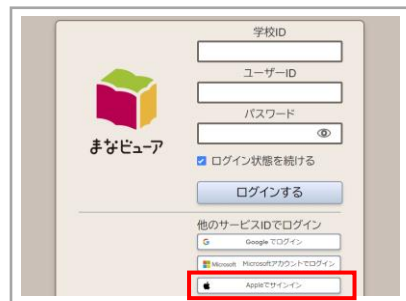 学校ID
ユーザーID
パスワード
まなビューア
ログイン状態を続ける
ログインする
他のサービスIDでログイン
G Googleでログイン
Microsoft Microsoftアカウントでログイン
Appleでサインイン